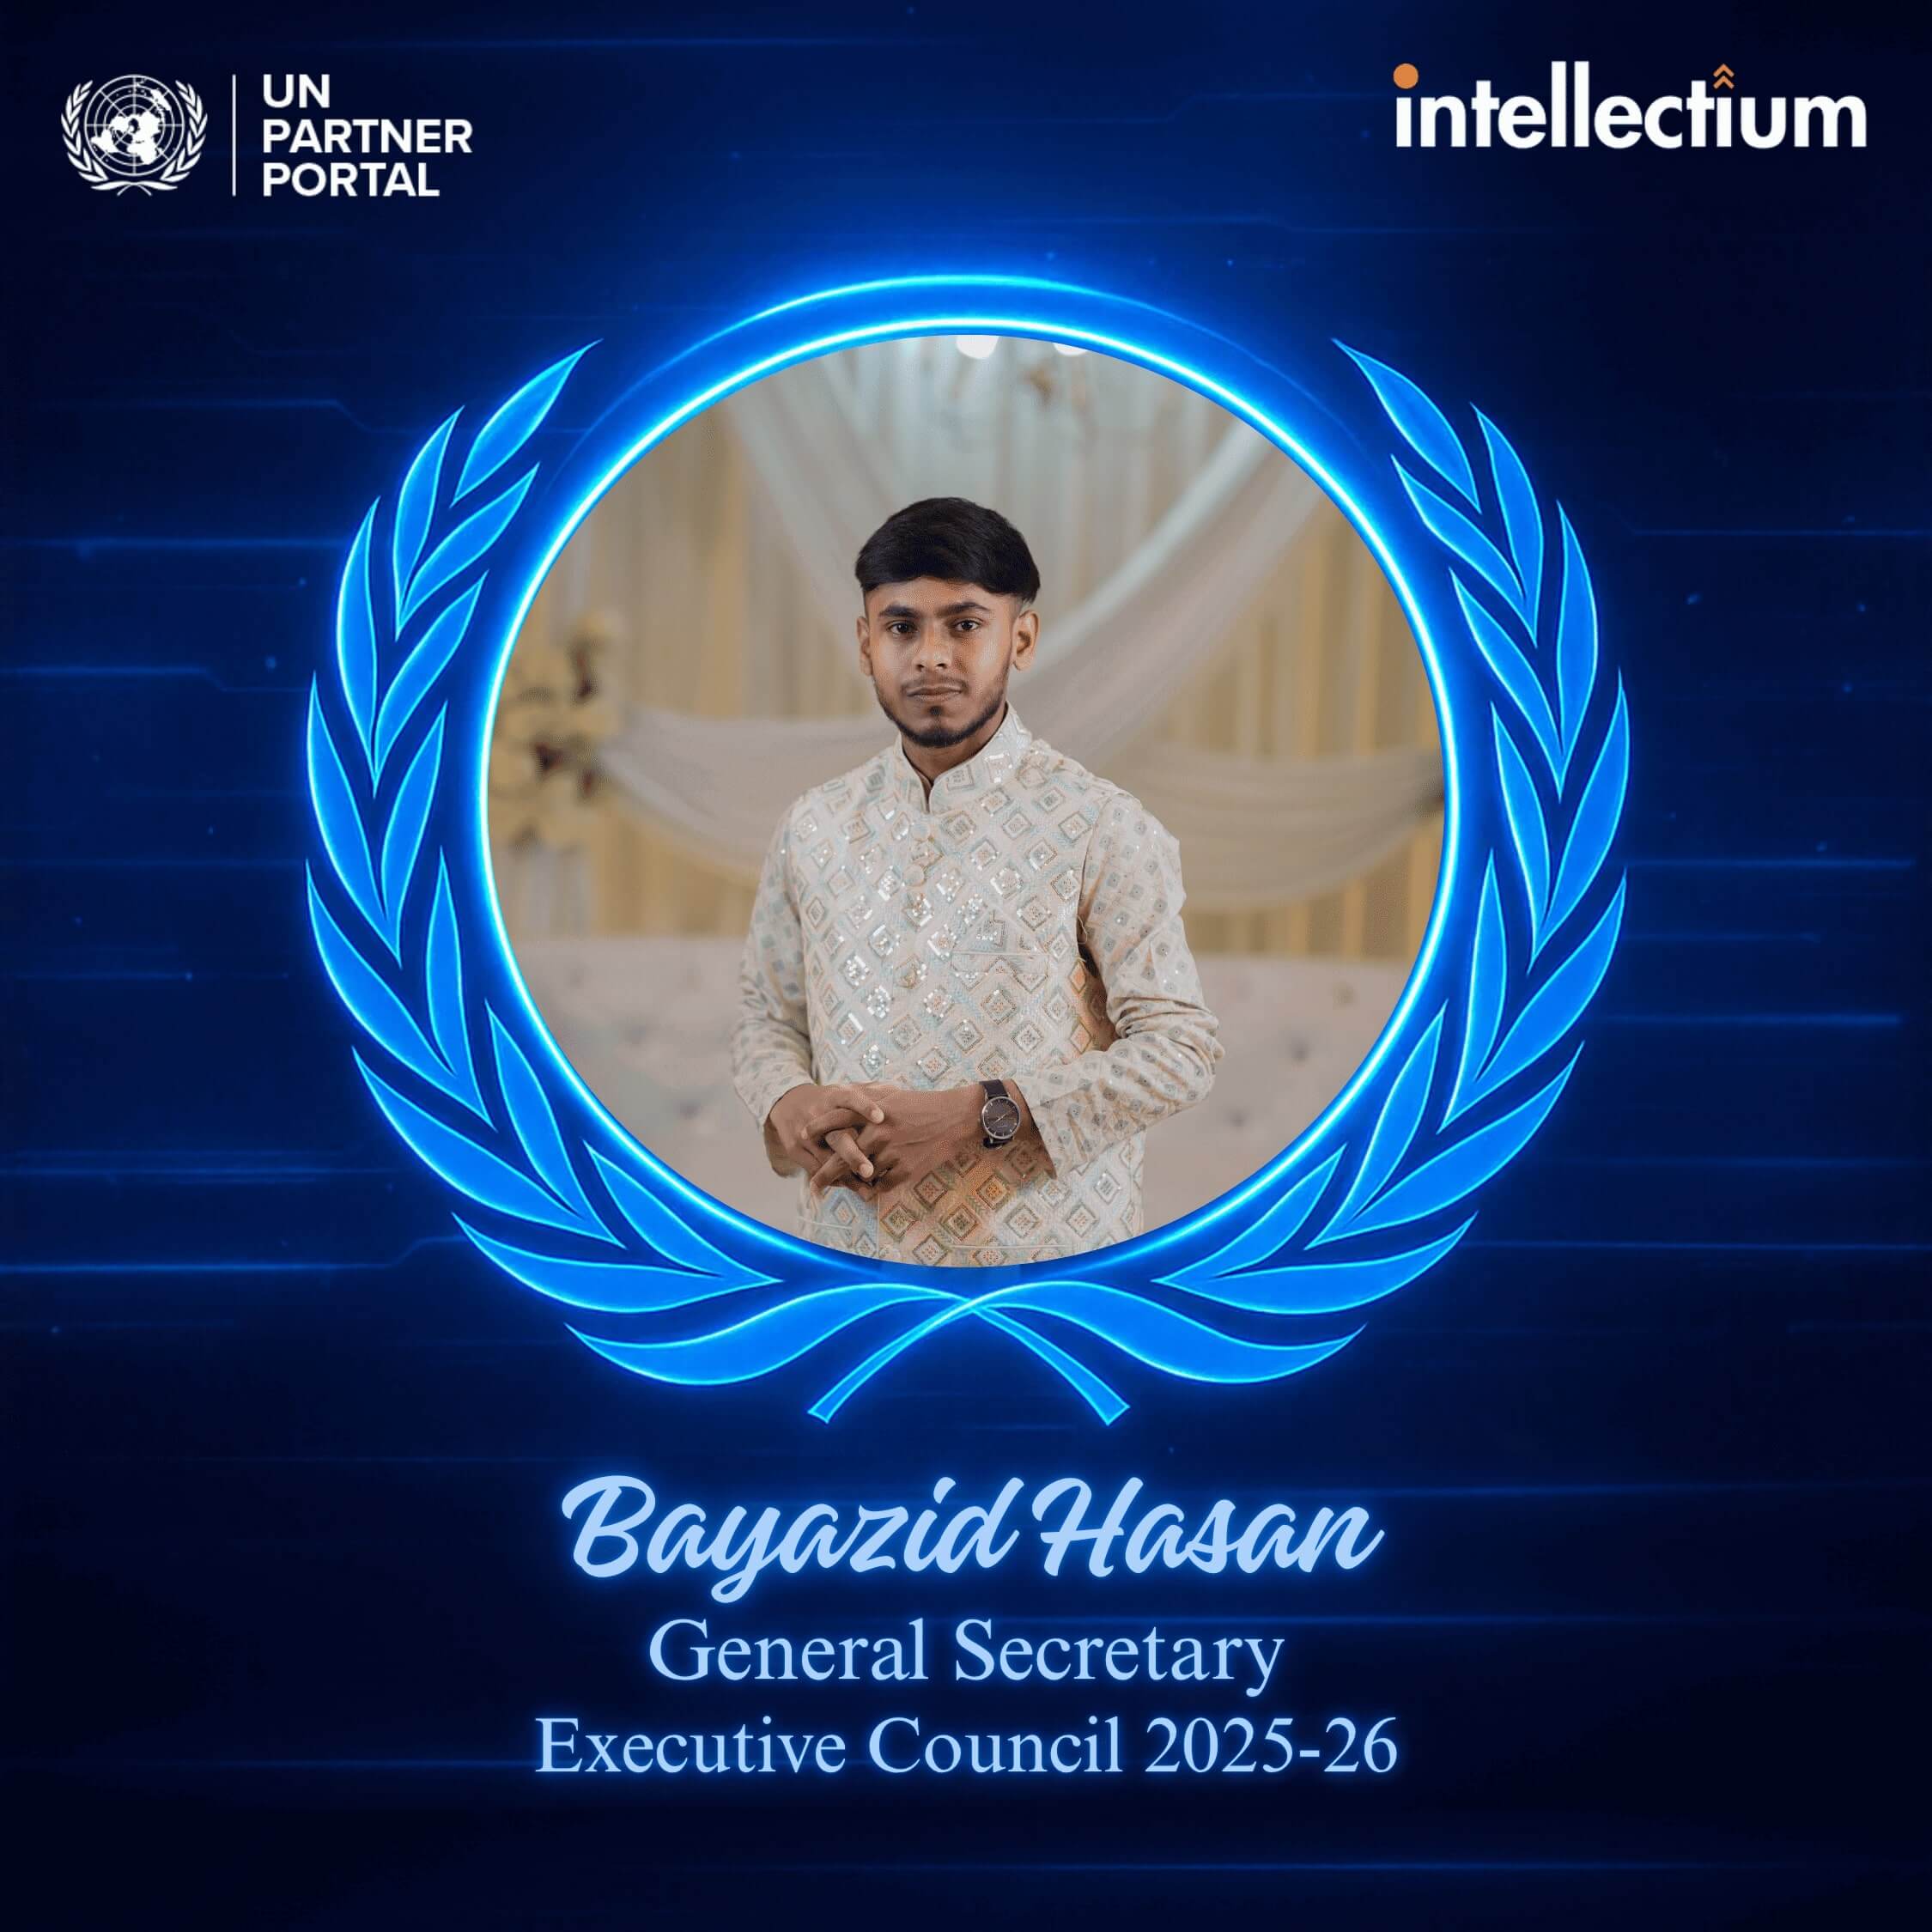 UN
PARTNER
PORTAL
intellectium
Bayazid Hasan
General Secretary
Executive Council 2025-26